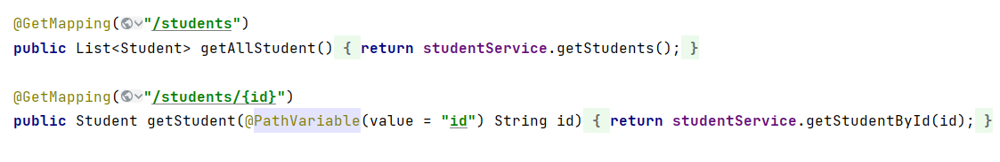 @GetMapping("/students")
public List<Student> getAllStudent() { return studentService.getStudents(); }
@GetMapping("/students/{id}")
public Student getStudent(@PathVariable(value = "id") String id) { return studentService.getStudentById(id); }